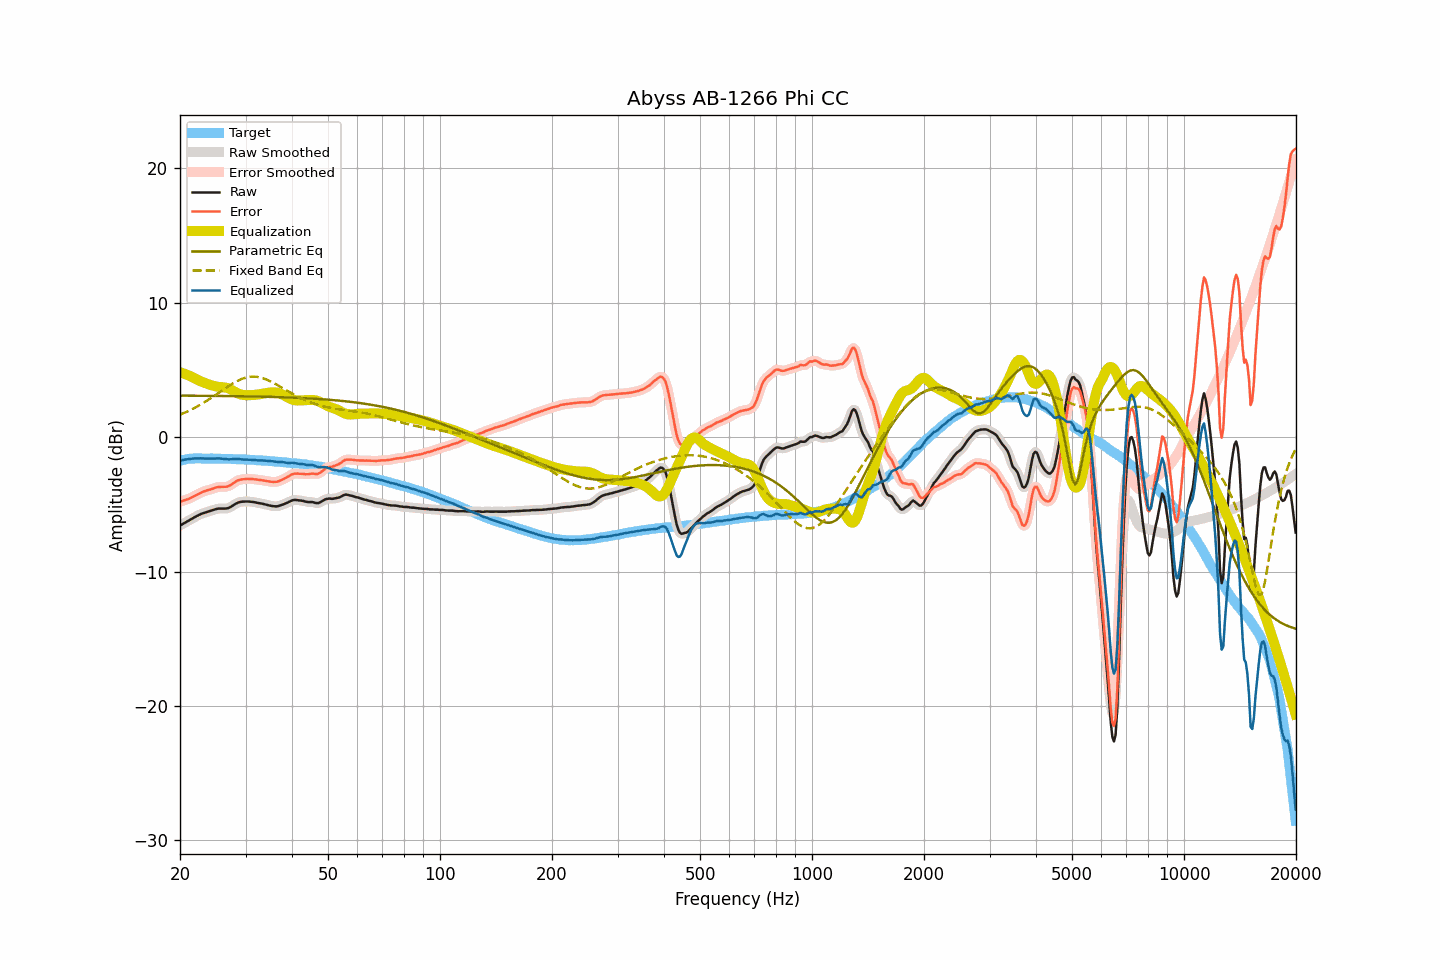 Abyss AB-1266 Phi CC
Target
Raw Smoothed
Error Smoothed
Raw
Error
Equalization
Parametric Eq
Fixed Band Eq
Equalized
Amplitude (dBr)
20
10
0
−10
−20
−30
20 50 100 200 500 1000 2000 5000 10000 20000
Frequency (Hz)